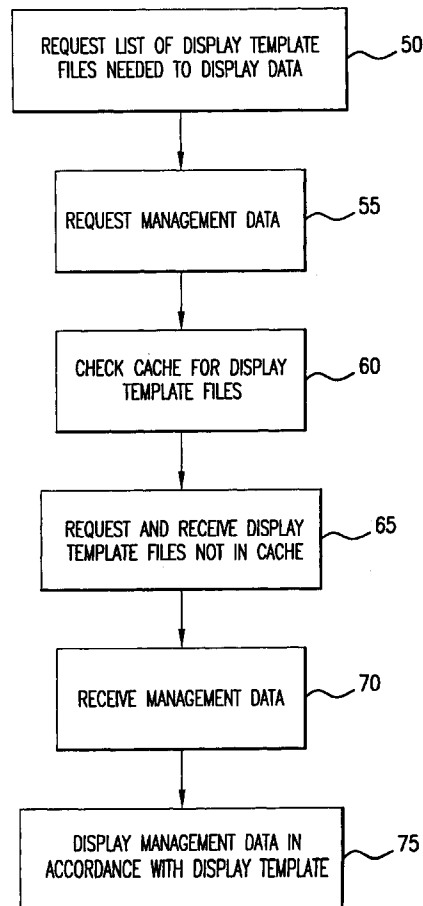 REQUEST LIST OF DISPLAY TEMPLATE
FILES NEEDED TO DISPLAY DATA
50
REQUEST MANAGEMENT DATA
55
CHECK CACHE FOR DISPLAY
TEMPLATE FILES
60
REQUEST AND RECEIVE DISPLAY
TEMPLATE FILES NOT IN CACHE
65
RECEIVE MANAGEMENT DATA
70
DISPLAY MANAGEMENT DATA IN
ACCORDANCE WITH DISPLAY TEMPLATE
75